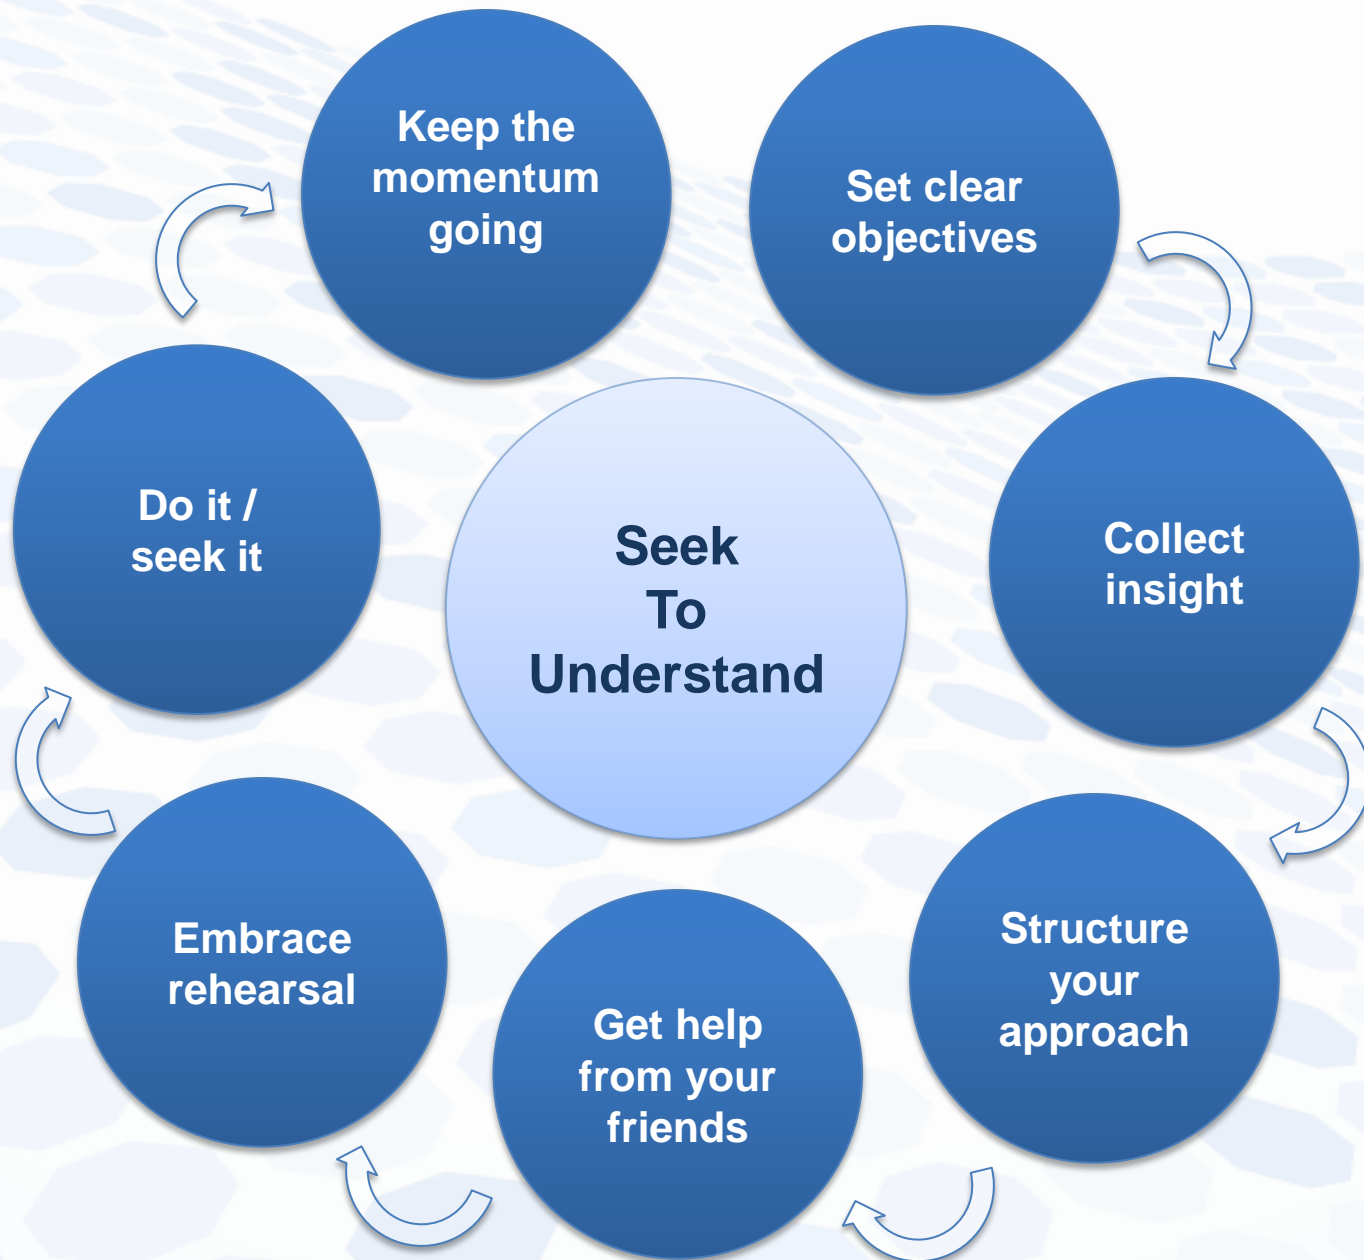 Keep the
momentum
going
Set clear
objectives
Do it /
seek it
Seek
To
Understand
Collect
insight
Embrace
rehearsal
Get help
from your
friends
Structure
your
approach